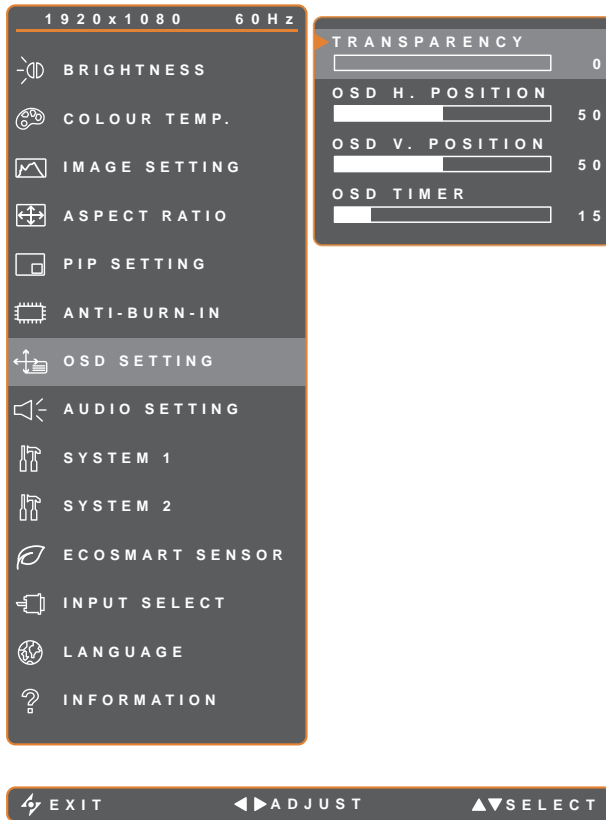 1920x1080 60Hz
BRIGHTNESS
COLOUR TEMP.
IMAGE SETTING
ASPECT RATIO
PIP SETTING
ANTI-BURN-IN
OSD SETTING
AUDIO SETTING
SYSTEM 1
SYSTEM 2
ECOSMART SENSOR
INPUT SELECT
LANGUAGE
INFORMATION
TRANSPARENCY
0
OSD H. POSITION
50
OSD V. POSITION
50
OSD TIMER
15
EXIT ADJUST SELECT